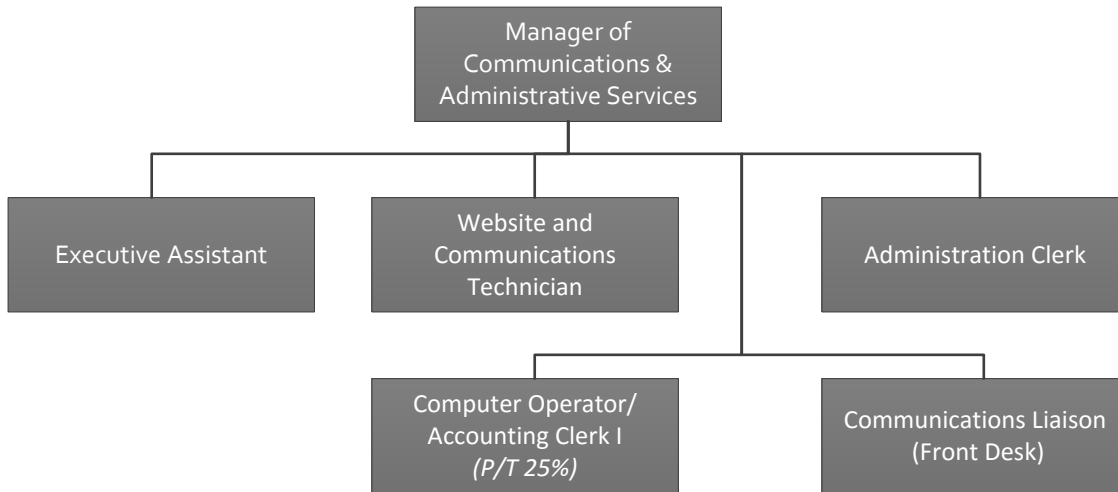 Manager of
Communications &
Administrative Services
Executive Assistant
Website and
Communications
Technician
Administration Clerk
Computer Operator/
Accounting Clerk I
(P/T 25%)
Communications Liaison
(Front Desk)